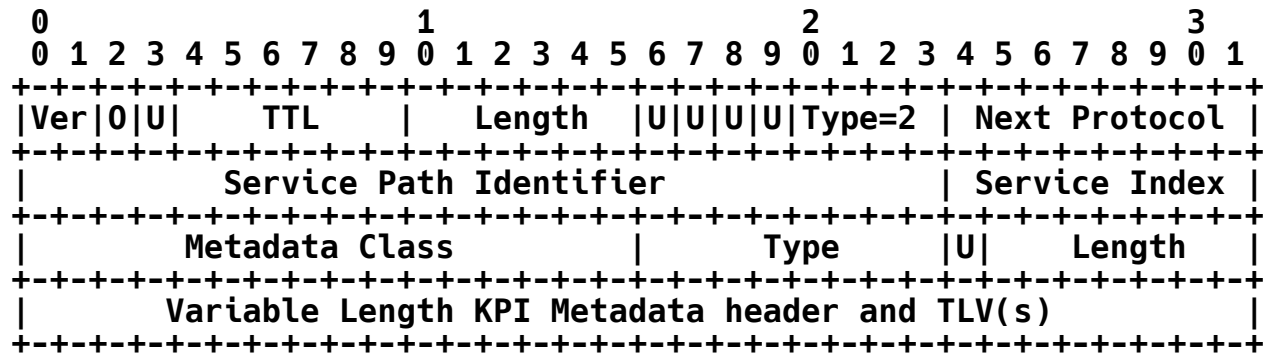 0                   1                   2                   3
 0 1 2 3 4 5 6 7 8 9 0 1 2 3 4 5 6 7 8 9 0 1 2 3 4 5 6 7 8 9 0 1
+-+-+-+-+-+-+-+-+-+-+-+-+-+-+-+-+-+-+-+-+-+-+-+-+-+-+-+-+-+-+-+-+
|Ver|O|U|    TTL    |   Length  |U|U|U|U|Type=2 | Next Protocol |
+-+-+-+-+-+-+-+-+-+-+-+-+-+-+-+-+-+-+-+-+-+-+-+-+-+-+-+-+-+-+-+-+
|          Service Path Identifier              | Service Index |
+-+-+-+-+-+-+-+-+-+-+-+-+-+-+-+-+-+-+-+-+-+-+-+-+-+-+-+-+-+-+-+-+
|        Metadata Class         |      Type     |U|    Length   |
+-+-+-+-+-+-+-+-+-+-+-+-+-+-+-+-+-+-+-+-+-+-+-+-+-+-+-+-+-+-+-+-+
|       Variable Length KPI Metadata header and TLV(s)          |
+-+-+-+-+-+-+-+-+-+-+-+-+-+-+-+-+-+-+-+-+-+-+-+-+-+-+-+-+-+-+-+-+